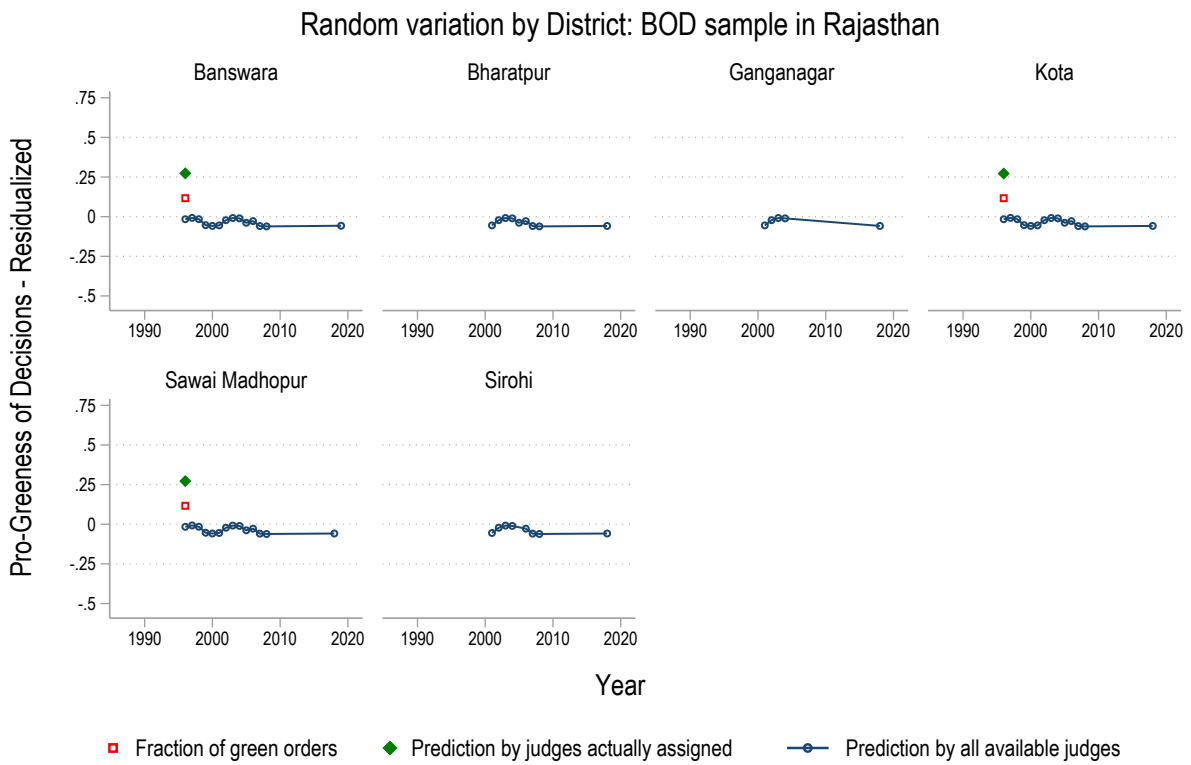 Random variation by District: BOD sample in Rajasthan
Pro-Greeness of Decisions - Residualized
Banswara Bharatpur Ganganagar Kota
.75
.5
.25
0
-.25
-.5
1990 2000 2010 2020 1990 2000 2010 2020 1990 2000 2010 2020 1990 2000 2010 2020
Sawai Madhopur Sirohi
.75
.5
.25
0
-.25
-.5
1990 2000 2010 2020 1990 2000 2010 2020
Year
Fraction of green orders Prediction by judges actually assigned Prediction by all available judges